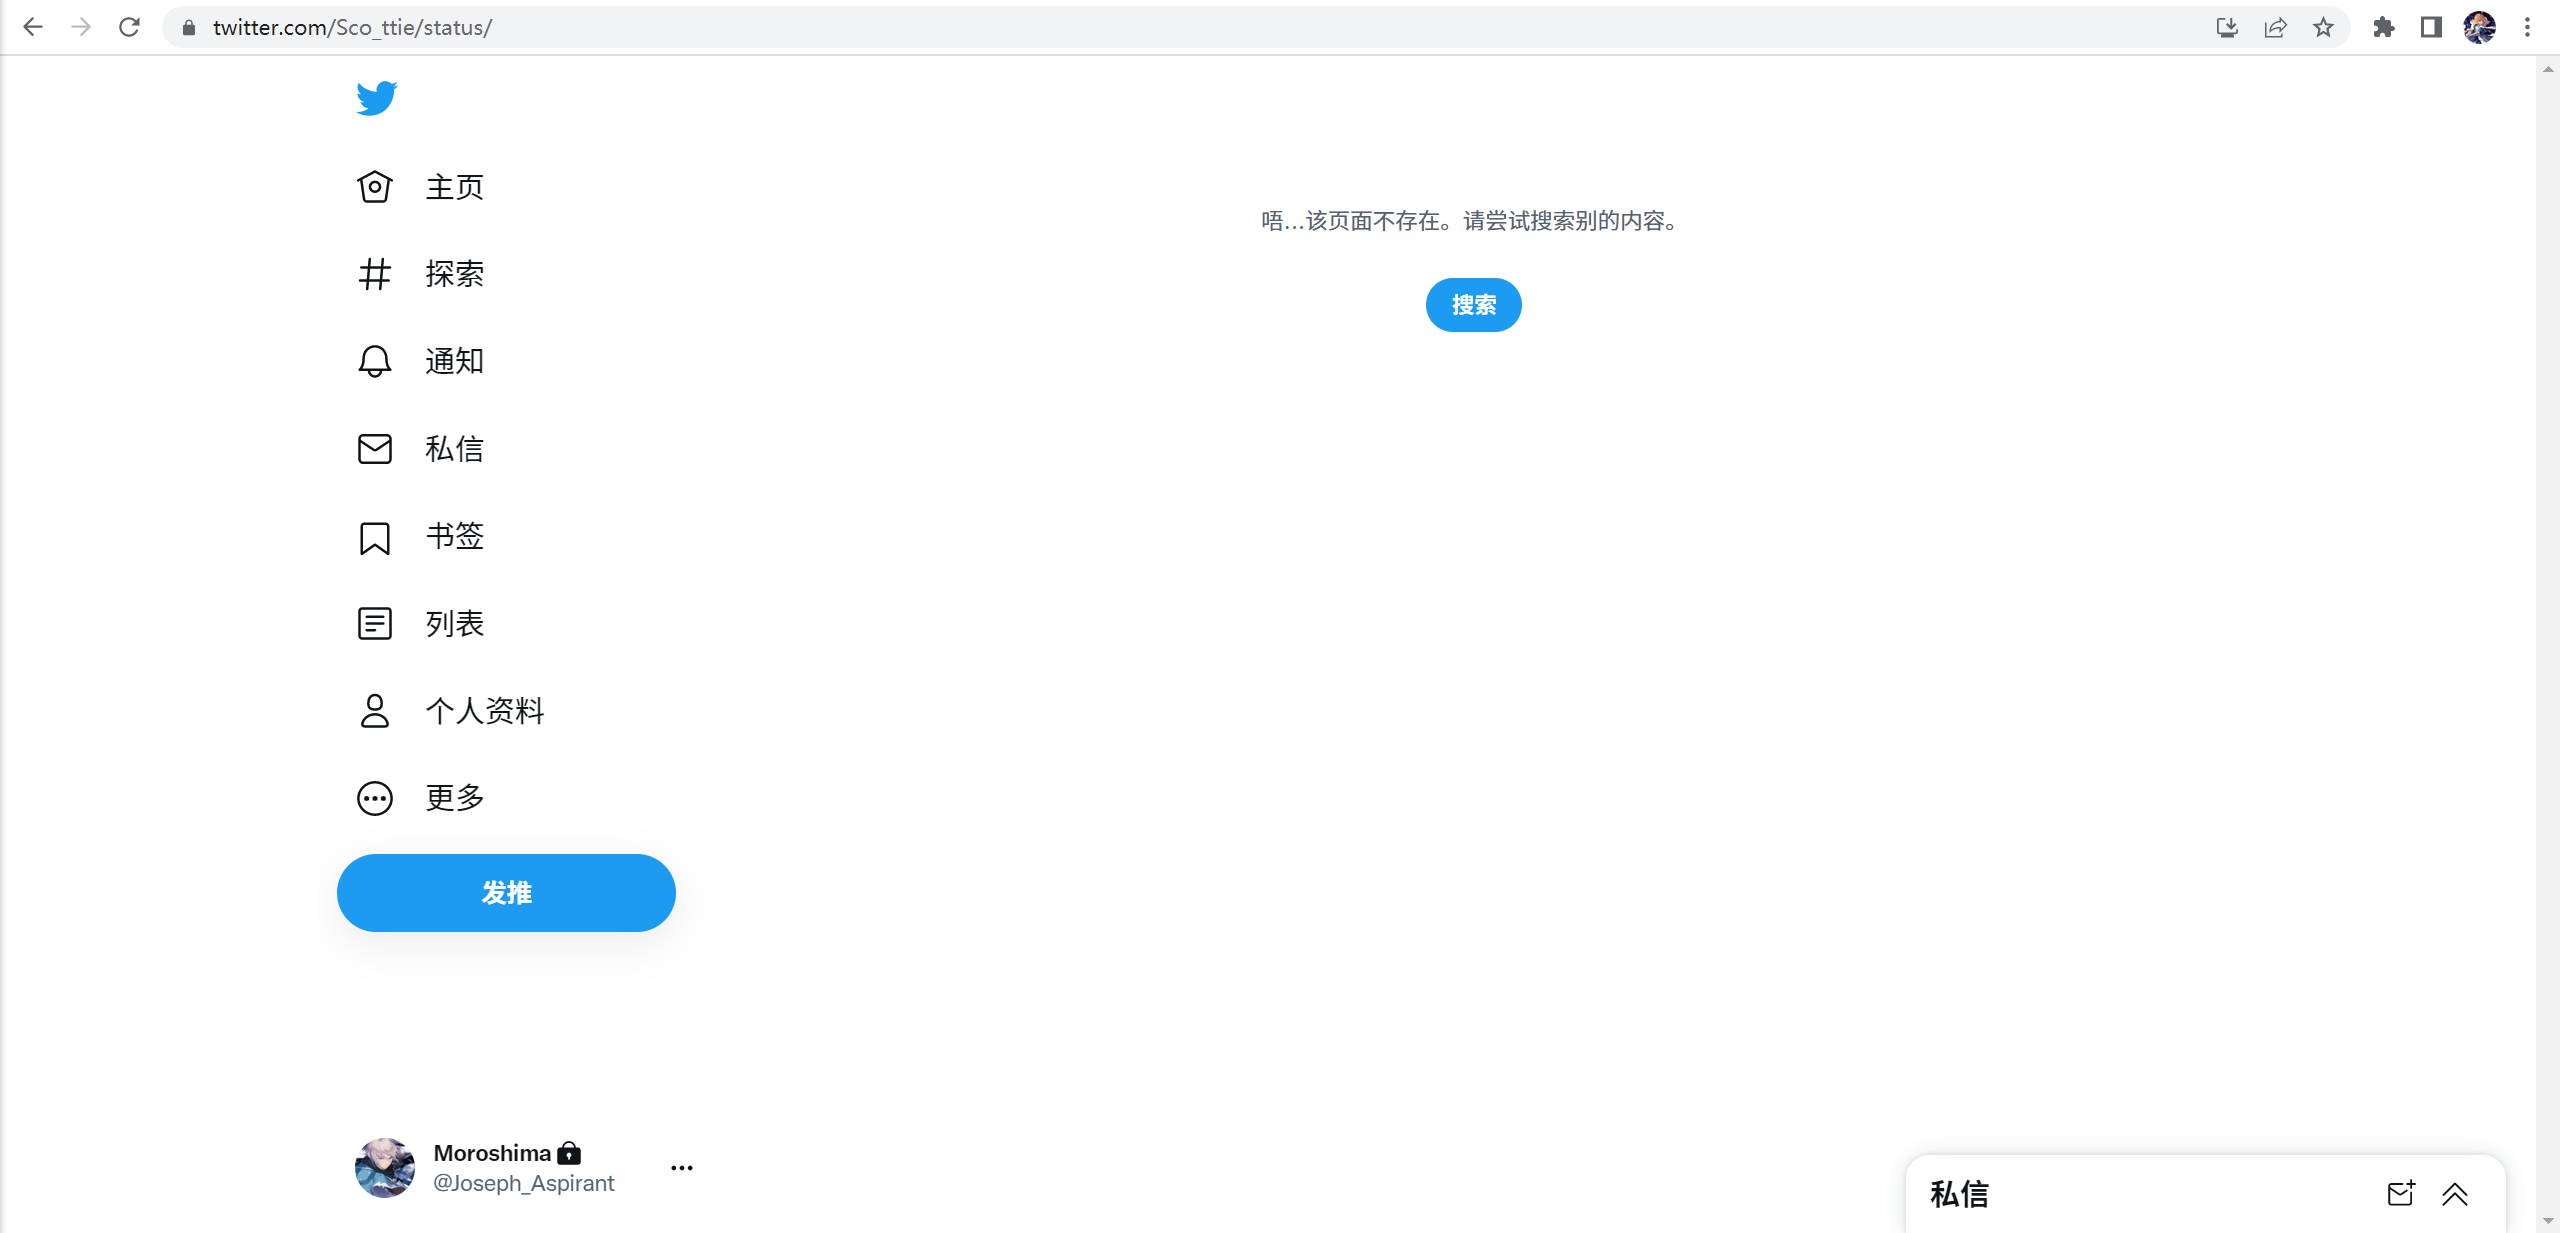 twitter.com/Sco_ttie/status/
主页
探索
通知
私信
书签
列表
个人资料
更多
发推
唔...该页面不存在。请尝试搜索别的内容。
搜索
Moroshima
@Joseph_Aspirant
私信